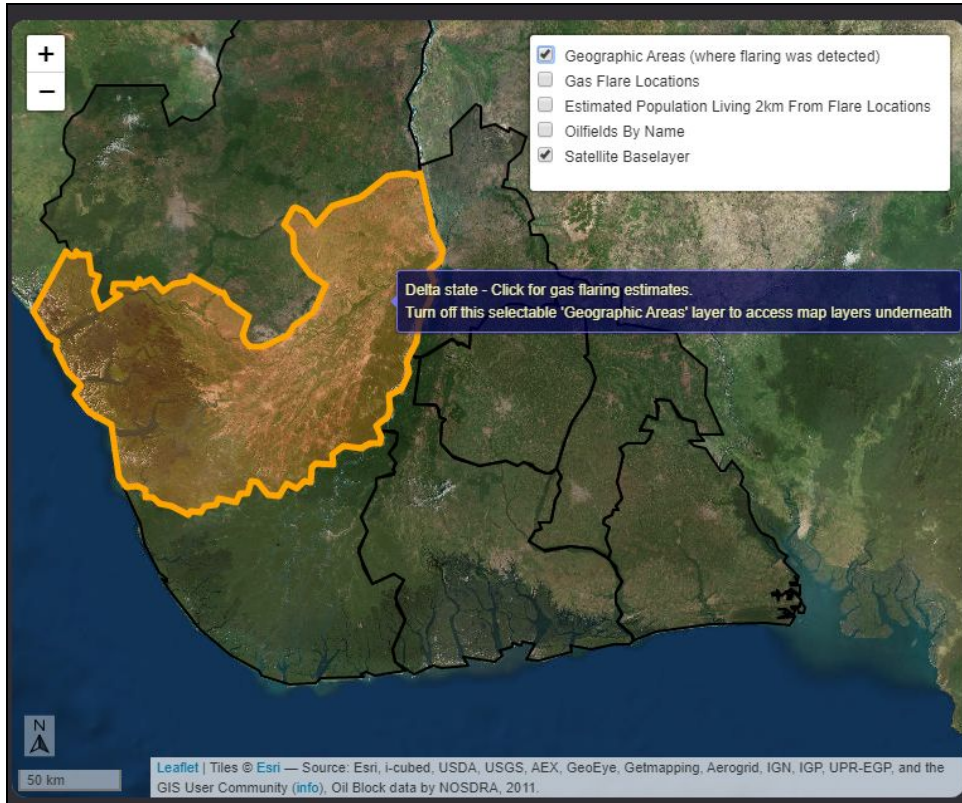 +
−
Geographic Areas (where flaring was detected)
Gas Flare Locations
Estimated Population Living 2km From Flare Locations
Oilfields By Name
Satellite Baselayer
Delta state - Click for gas flaring estimates.
Turn off this selectable 'Geographic Areas' layer to access map layers underneath
N
50 km
Leaflet | Tiles © Esri — Source: Esri, i-cubed, USDA, USGS, AEX, GeoEye, Getmapping, Aerogrid, IGN, IGP, UPR-EGP, and the
GIS User Community (info), Oil Block data by NOSDRA, 2011.